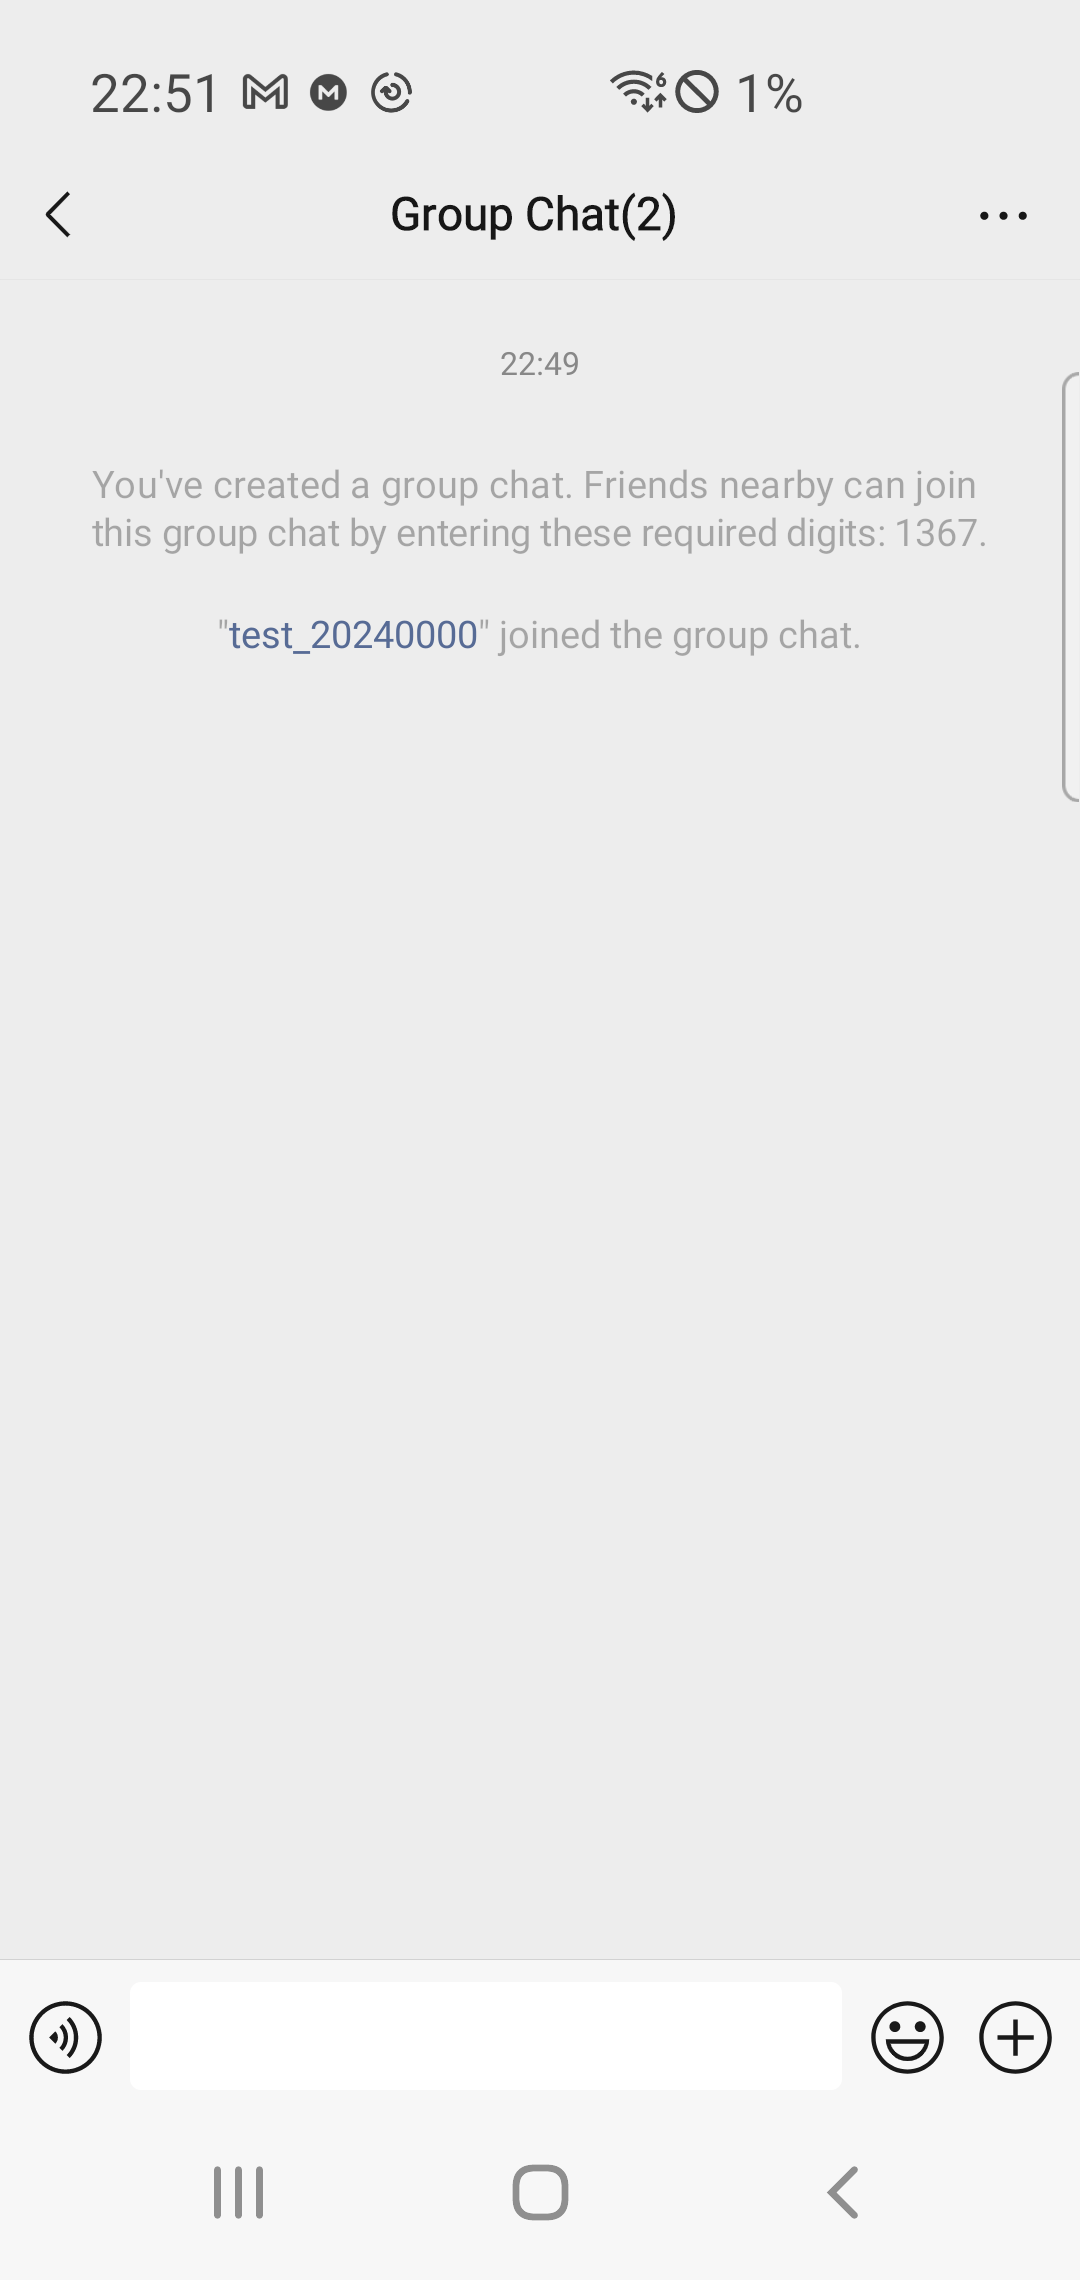 22:51 1%
Group Chat(2)
22:49
You've created a group chat. Friends nearby can join
this group chat by entering these required digits: 1367.
"test_20240000" joined the group chat.